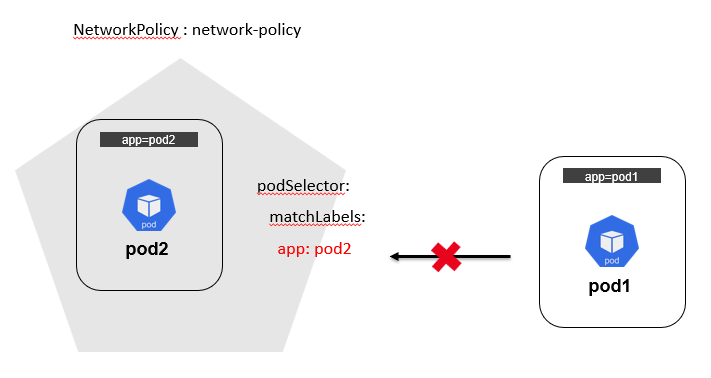 NetworkPolicy : network-policy
app=pod2
pod
pod2
podSelector:
matchLabels:
app: pod2
app=pod1
pod
pod1